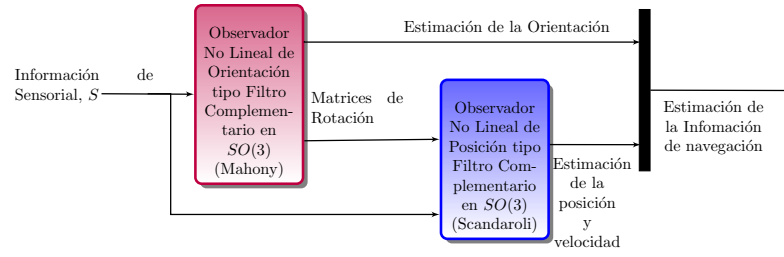 Información de
Sensorial, S
Observador
No Lineal de
Orientación
tipo Filtro
Complemen-
tario en
SO(3)
(Mahony)
Estimación de la Orientación
Matrices de
Rotación
Observador
No Lineal de
Posición tipo
Filtro Com-
plementario
en SO(3)
(Scandaroli)
Estimación
de la
posición
y
velocidad
Estimación de
la Infomación
de navegación